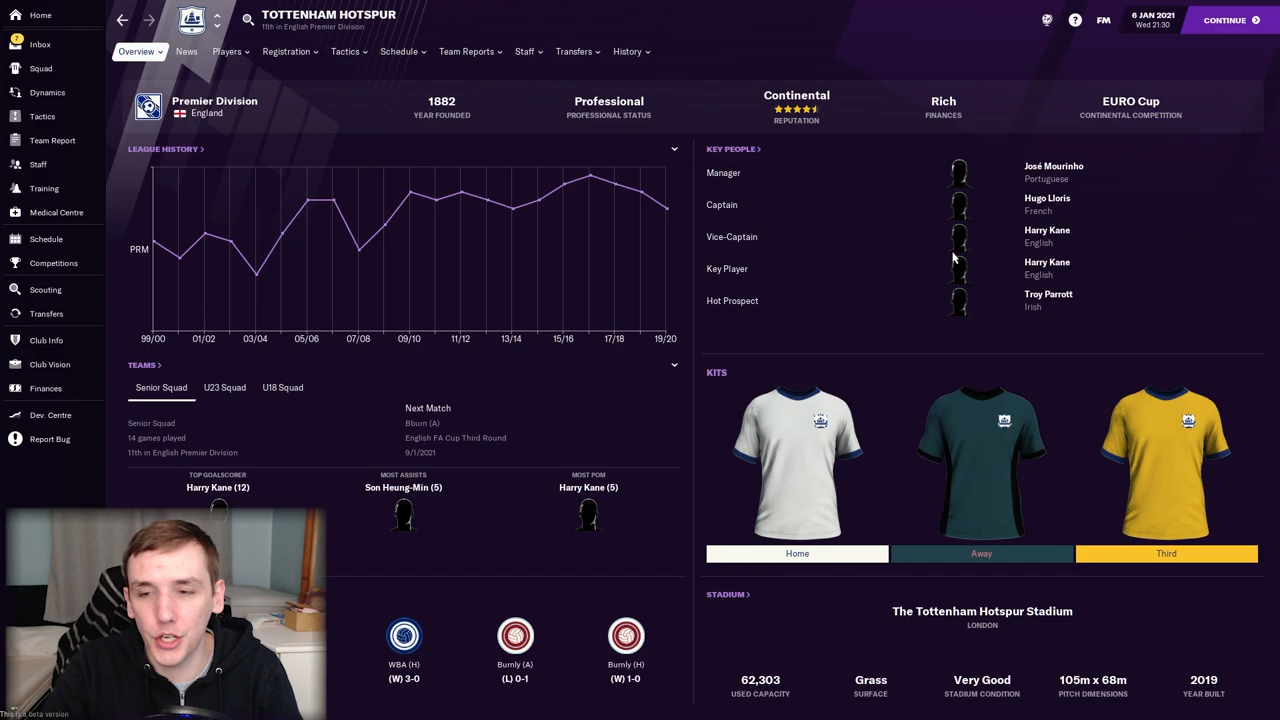 Home
7
Inbox
Squad
Dynamics
Tactics
Team Report
Staff
Training
Medical Centre
Schedule
Competitions
Scouting
Transfers
Club Info
Club Vision
Finances
Dev. Centre
Report Bug
TOTTENHAM HOTSPUR
11th in English Premier Division
?
FM
6 JAN 2021
Wed 21:30
CONTINUE
Overview News Players Registration Tactics Schedule Team Reports Staff Transfers History
Premier Division
England
1882
YEAR FOUNDED
Professional
PROFESSIONAL STATUS
Continental
REPUTATION
Rich
FINANCES
EURO Cup
CONTINENTAL COMPETITION
LEAGUE HISTORY >
PRM
99/00 01/02 03/04 05/06 07/08 09/10 11/12 13/14 15/16 17/18 19/20
KEY PEOPLE >
Manager
José Mourinho
Portuguese
Captain
Hugo Lloris
French
Vice-Captain
Harry Kane
English
Key Player
Harry Kane
English
Hot Prospect
Troy Parrott
Irish
TEAMS >
Senior Squad U23 Squad U18 Squad
Next Match
Senior Squad
Bburn (A)
14 games played
English FA Cup Third Round
11th in English Premier Division
9/1/2021
TOP GOALSCORER
Harry Kane (12)
MOST ASSISTS
Son Heung-Min (5)
MOST POM
Harry Kane (5)
WBA (H)
(W) 3-0
Burnly (A)
(L) 0-1
Burnly (H)
(W) 1-0
KITS
Home
Away
Third
STADIUM >
The Tottenham Hotspur Stadium
LONDON
62,303
USED CAPACITY
Grass
SURFACE
Very Good
STADIUM CONDITION
105m x 68m
PITCH DIMENSIONS
2019
YEAR BUILT
This is a beta version